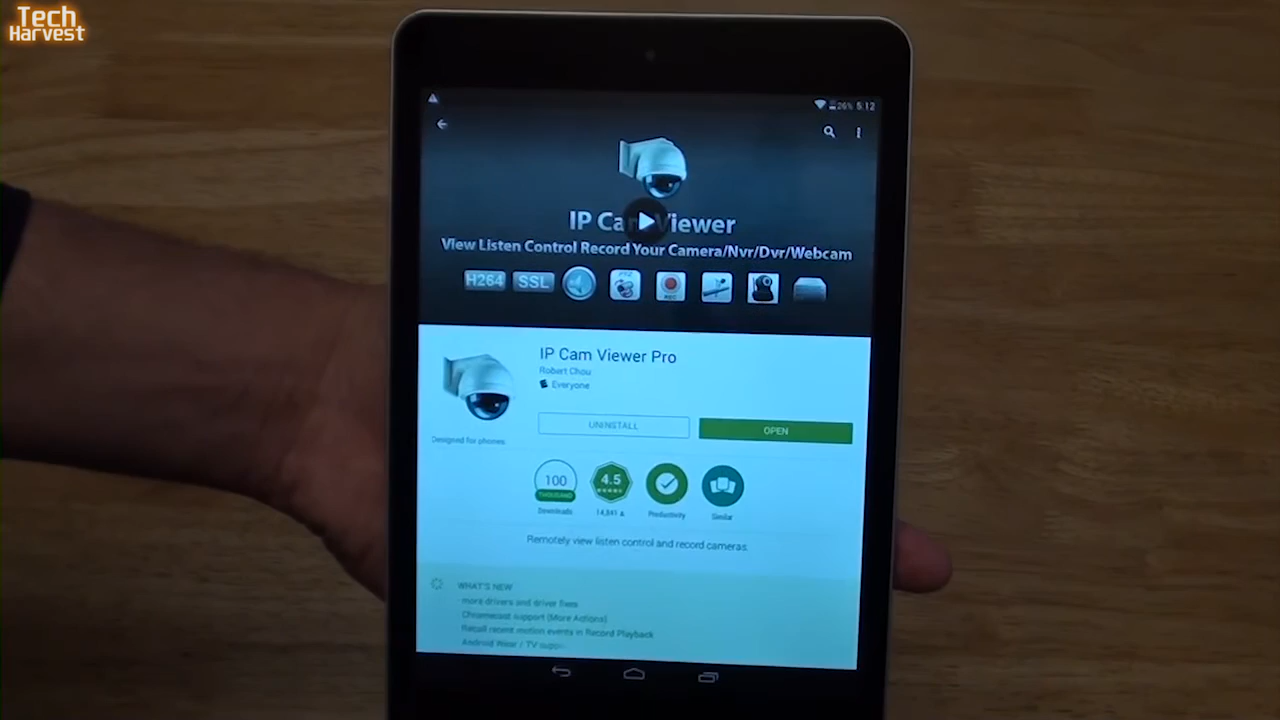 Tech
Harvest
26% 5:12
IP Cam Viewer
View Listen Control Record Your Camera/Nvr/Dvr/Webcam
H264 SSL PTZ REC
IP Cam Viewer Pro
Robert Chou
Everyone
UNINSTALL OPEN
Designed for phones.
100 4.5
THOUSAND
Downloads 14,841 Productivity Similar
Remotely view listen control and record cameras.
WHAT'S NEW
more drivers and driver fixes
Chromecast support (More Actions)
Recall recent motion events in Record Playback
Android Wear / TV support